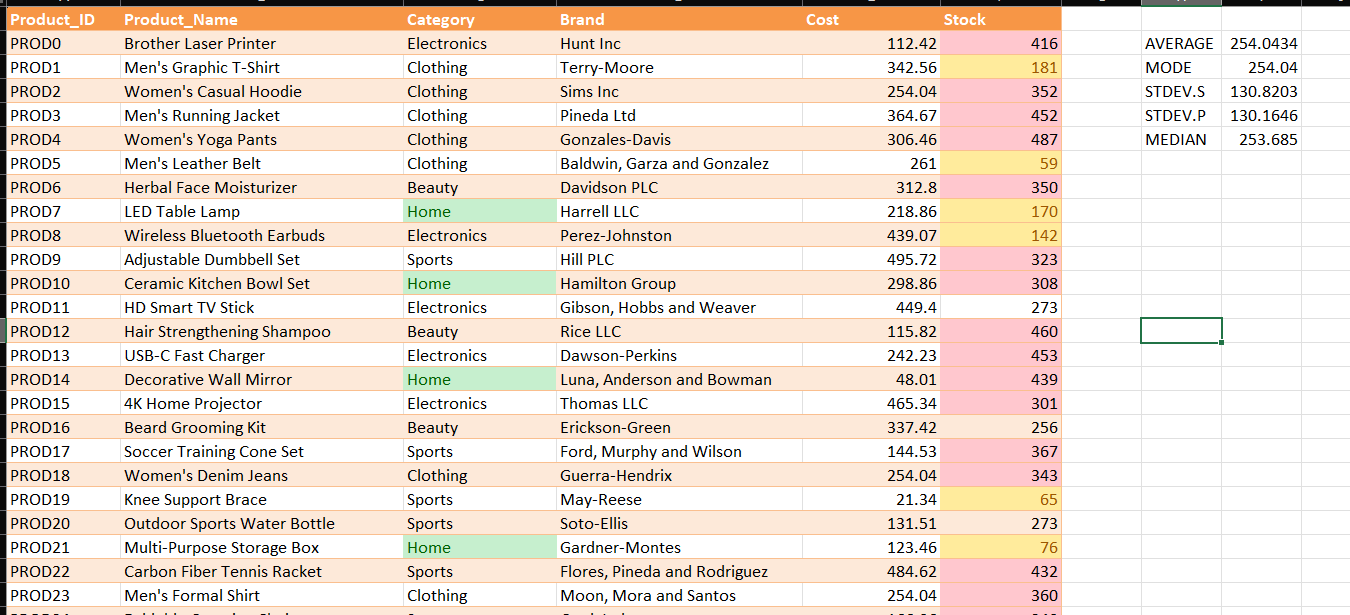 Product_ID Product_Name Category Brand Cost Stock
PROD0 Brother Laser Printer Electronics Hunt Inc 112.42 416 AVERAGE 254.0434
PROD1 Men's Graphic T-Shirt Clothing Terry-Moore 342.56 181 MODE 254.04
PROD2 Women's Casual Hoodie Clothing Sims Inc 254.04 352 STDEV.S 130.8203
PROD3 Men's Running Jacket Clothing Pineda Ltd 364.67 452 STDEV.P 130.1646
PROD4 Women's Yoga Pants Clothing Gonzales-Davis 306.46 487 MEDIAN 253.685
PROD5 Men's Leather Belt Clothing Baldwin, Garza and Gonzalez 261 59
PROD6 Herbal Face Moisturizer Beauty Davidson PLC 312.8 350
PROD7 LED Table Lamp Home Harrell LLC 218.86 170
PROD8 Wireless Bluetooth Earbuds Electronics Perez-Johnston 439.07 142
PROD9 Adjustable Dumbbell Set Sports Hill PLC 495.72 323
PROD10 Ceramic Kitchen Bowl Set Home Hamilton Group 298.86 308
PROD11 HD Smart TV Stick Electronics Gibson, Hobbs and Weaver 449.4 273
PROD12 Hair Strengthening Shampoo Beauty Rice LLC 115.82 460
PROD13 USB-C Fast Charger Electronics Dawson-Perkins 242.23 453
PROD14 Decorative Wall Mirror Home Luna, Anderson and Bowman 48.01 439
PROD15 4K Home Projector Electronics Thomas LLC 465.34 301
PROD16 Beard Grooming Kit Beauty Erickson-Green 337.42 256
PROD17 Soccer Training Cone Set Sports Ford, Murphy and Wilson 144.53 367
PROD18 Women's Denim Jeans Clothing Guerra-Hendrix 254.04 343
PROD19 Knee Support Brace Sports May-Reese 21.34 65
PROD20 Outdoor Sports Water Bottle Sports Soto-Ellis 131.51 273
PROD21 Multi-Purpose Storage Box Home Gardner-Montes 123.46 76
PROD22 Carbon Fiber Tennis Racket Sports Flores, Pineda and Rodriguez 484.62 432
PROD23 Men's Formal Shirt Clothing Moon, Mora and Santos 254.04 360